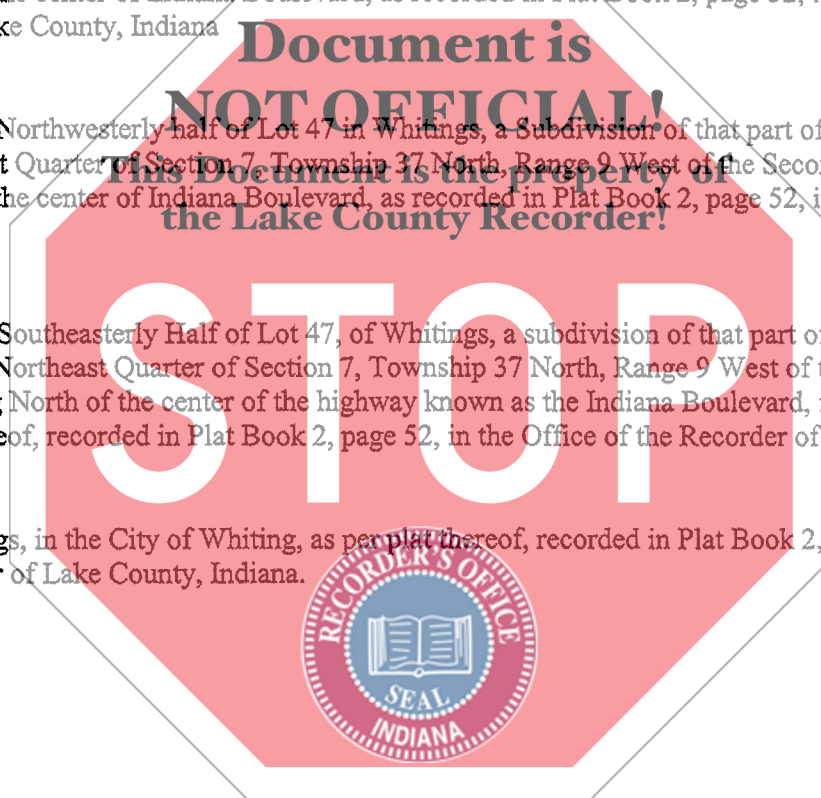 ke County, Indiana
Document is
NOT OFFICIAL!
Northwesterly half of Lot 47 in Whitings, a Subdivision of that part of
t Quarter of Section 7, Township 37 North, Range 9 West of the Secon
This Document is the property of
he center of Indiana Boulevard, as recorded in Plat Book 2, page 52, i
the Lake County Recorder!
STOP
Southeasterly Half of Lot 47, of Whitings, a subdivision of that part of
Northeast Quarter of Section 7, Township 37 North, Range 9 West of t
North of the center of the highway known as the Indiana Boulevard,
eof, recorded in Plat Book 2, page 52, in the Office of the Recorder of
gs, in the City of Whiting, as per plat thereof, recorded in Plat Book 2,
of Lake County, Indiana.
RECORDER'S OFFICE
SEAL
INDIANA